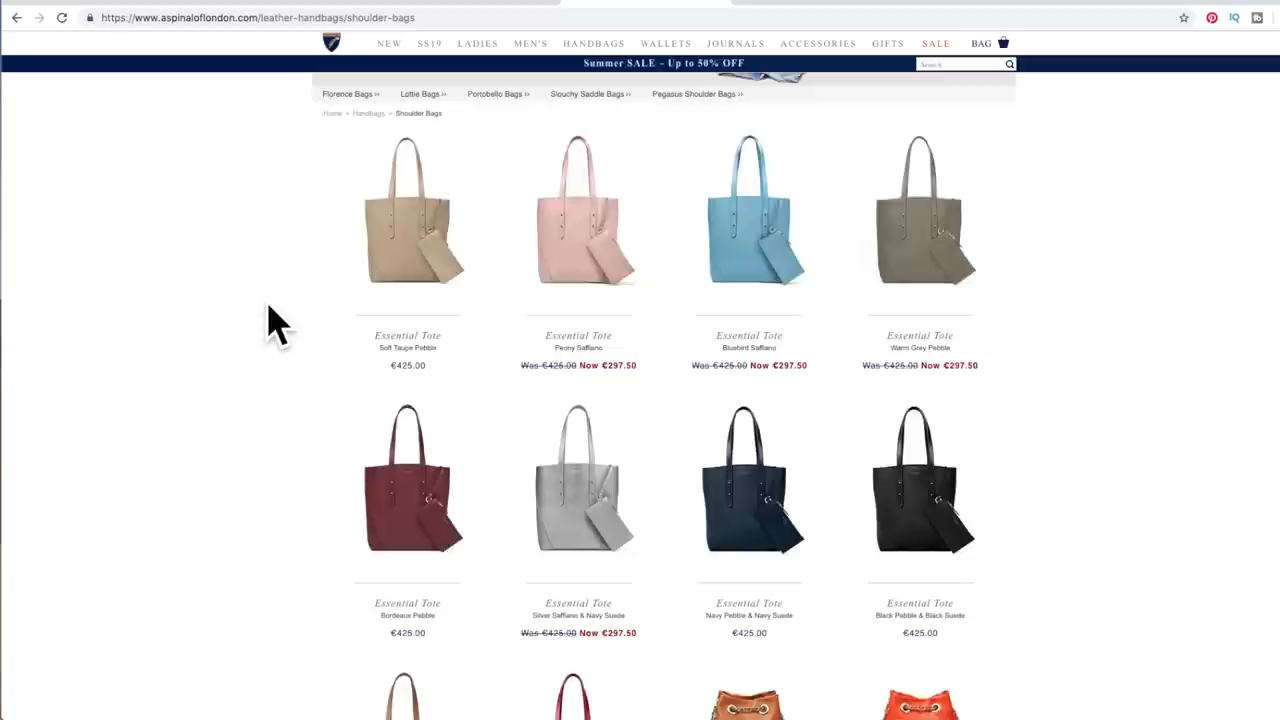 https://www.aspinaloflondon.com/leather-handbags/shoulder-bags
NEW SS19 LADIES MEN'S HANDBAGS WALLETS JOURNALS ACCESSORIES GIFTS SALE BAG
Summer SALE - Up to 50% OFF
Search
Florence Bags >> Lottie Bags >> Portobello Bags >> Slouchy Saddle Bags >> Pegasus Shoulder Bags >>
Home » Handbags » Shoulder Bags
Essential Tote Essential Tote Essential Tote Essential Tote
Soft Taupe Pebble Peony Saffiano Bluebird Saffiano Warm Grey Pebble
€425.00 Was €425.00 Now €297.50 Was €425.00 Now €297.50 Was €425.00 Now €297.50
Essential Tote Essential Tote Essential Tote Essential Tote
Bordeaux Pebble Silver Saffiano & Navy Suede Navy Pebble & Navy Suede Black Pebble & Black Suede
€425.00 Was €425.00 Now €297.50 €425.00 €425.00